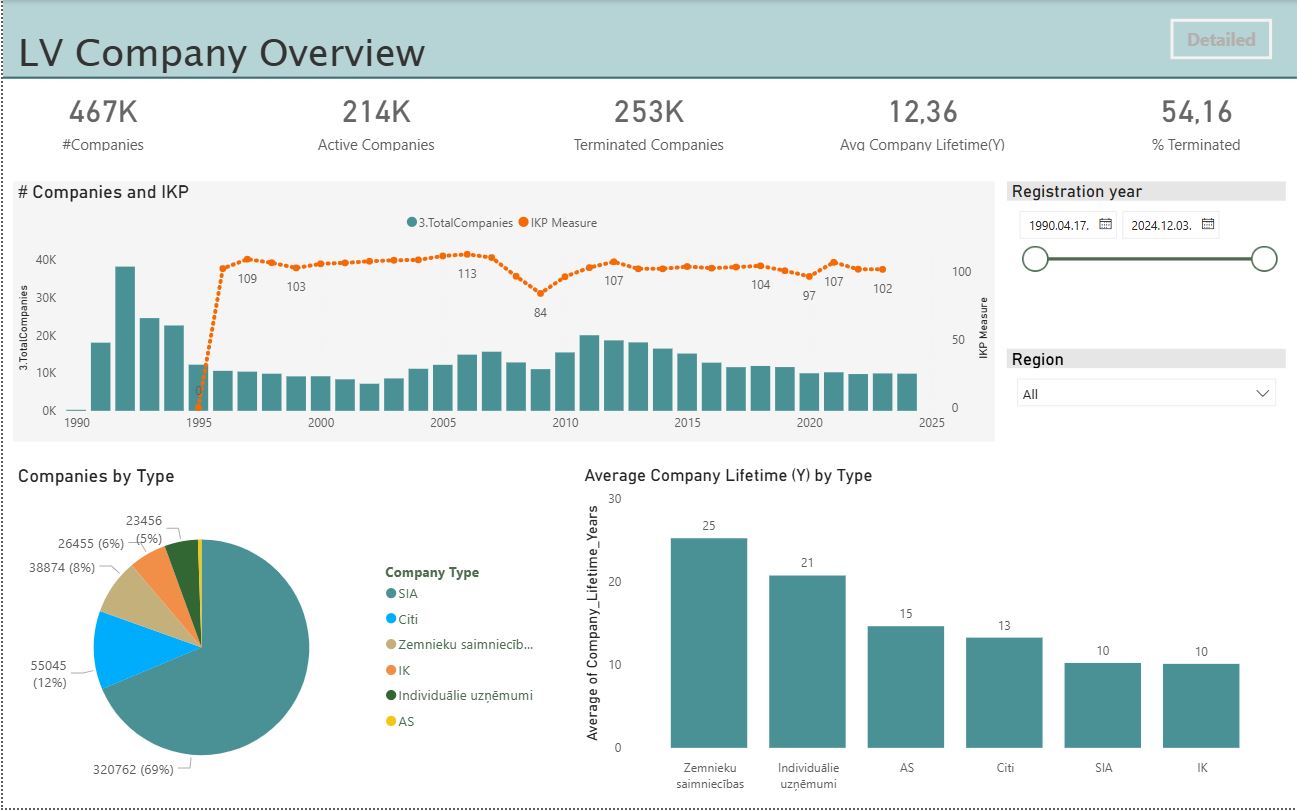 LV Company Overview
Detailed
467K
#Companies
214K
Active Companies
253K
Terminated Companies
12,36
Avg Company Lifetime(Y)
54,16
% Terminated
# Companies and IKP
3.TotalCompanies IKP Measure
3.TotalCompanies
40K
30K
20K
10K
0K
1990
1995
2000
2005
2010
2015
2020
2025
0
109
103
113
84
107
104
97
107
102
100
50
0
IKP Measure
Registration year
1990.04.17.
2024.12.03.
Region
All
Companies by Type
23456
(5%)
26455 (6%)
38874 (8%)
55045
(12%)
320762 (69%)
Company Type
SIA
Citi
Zemnieku saimniecīb...
IK
Individuālie uzņēmumi
AS
Average Company Lifetime (Y) by Type
Average of Company_Lifetime_Years
30
20
10
0
25
21
15
13
10
10
Zemnieku
saimniecības
Individuālie
uzņēmumi
AS
Citi
SIA
IK